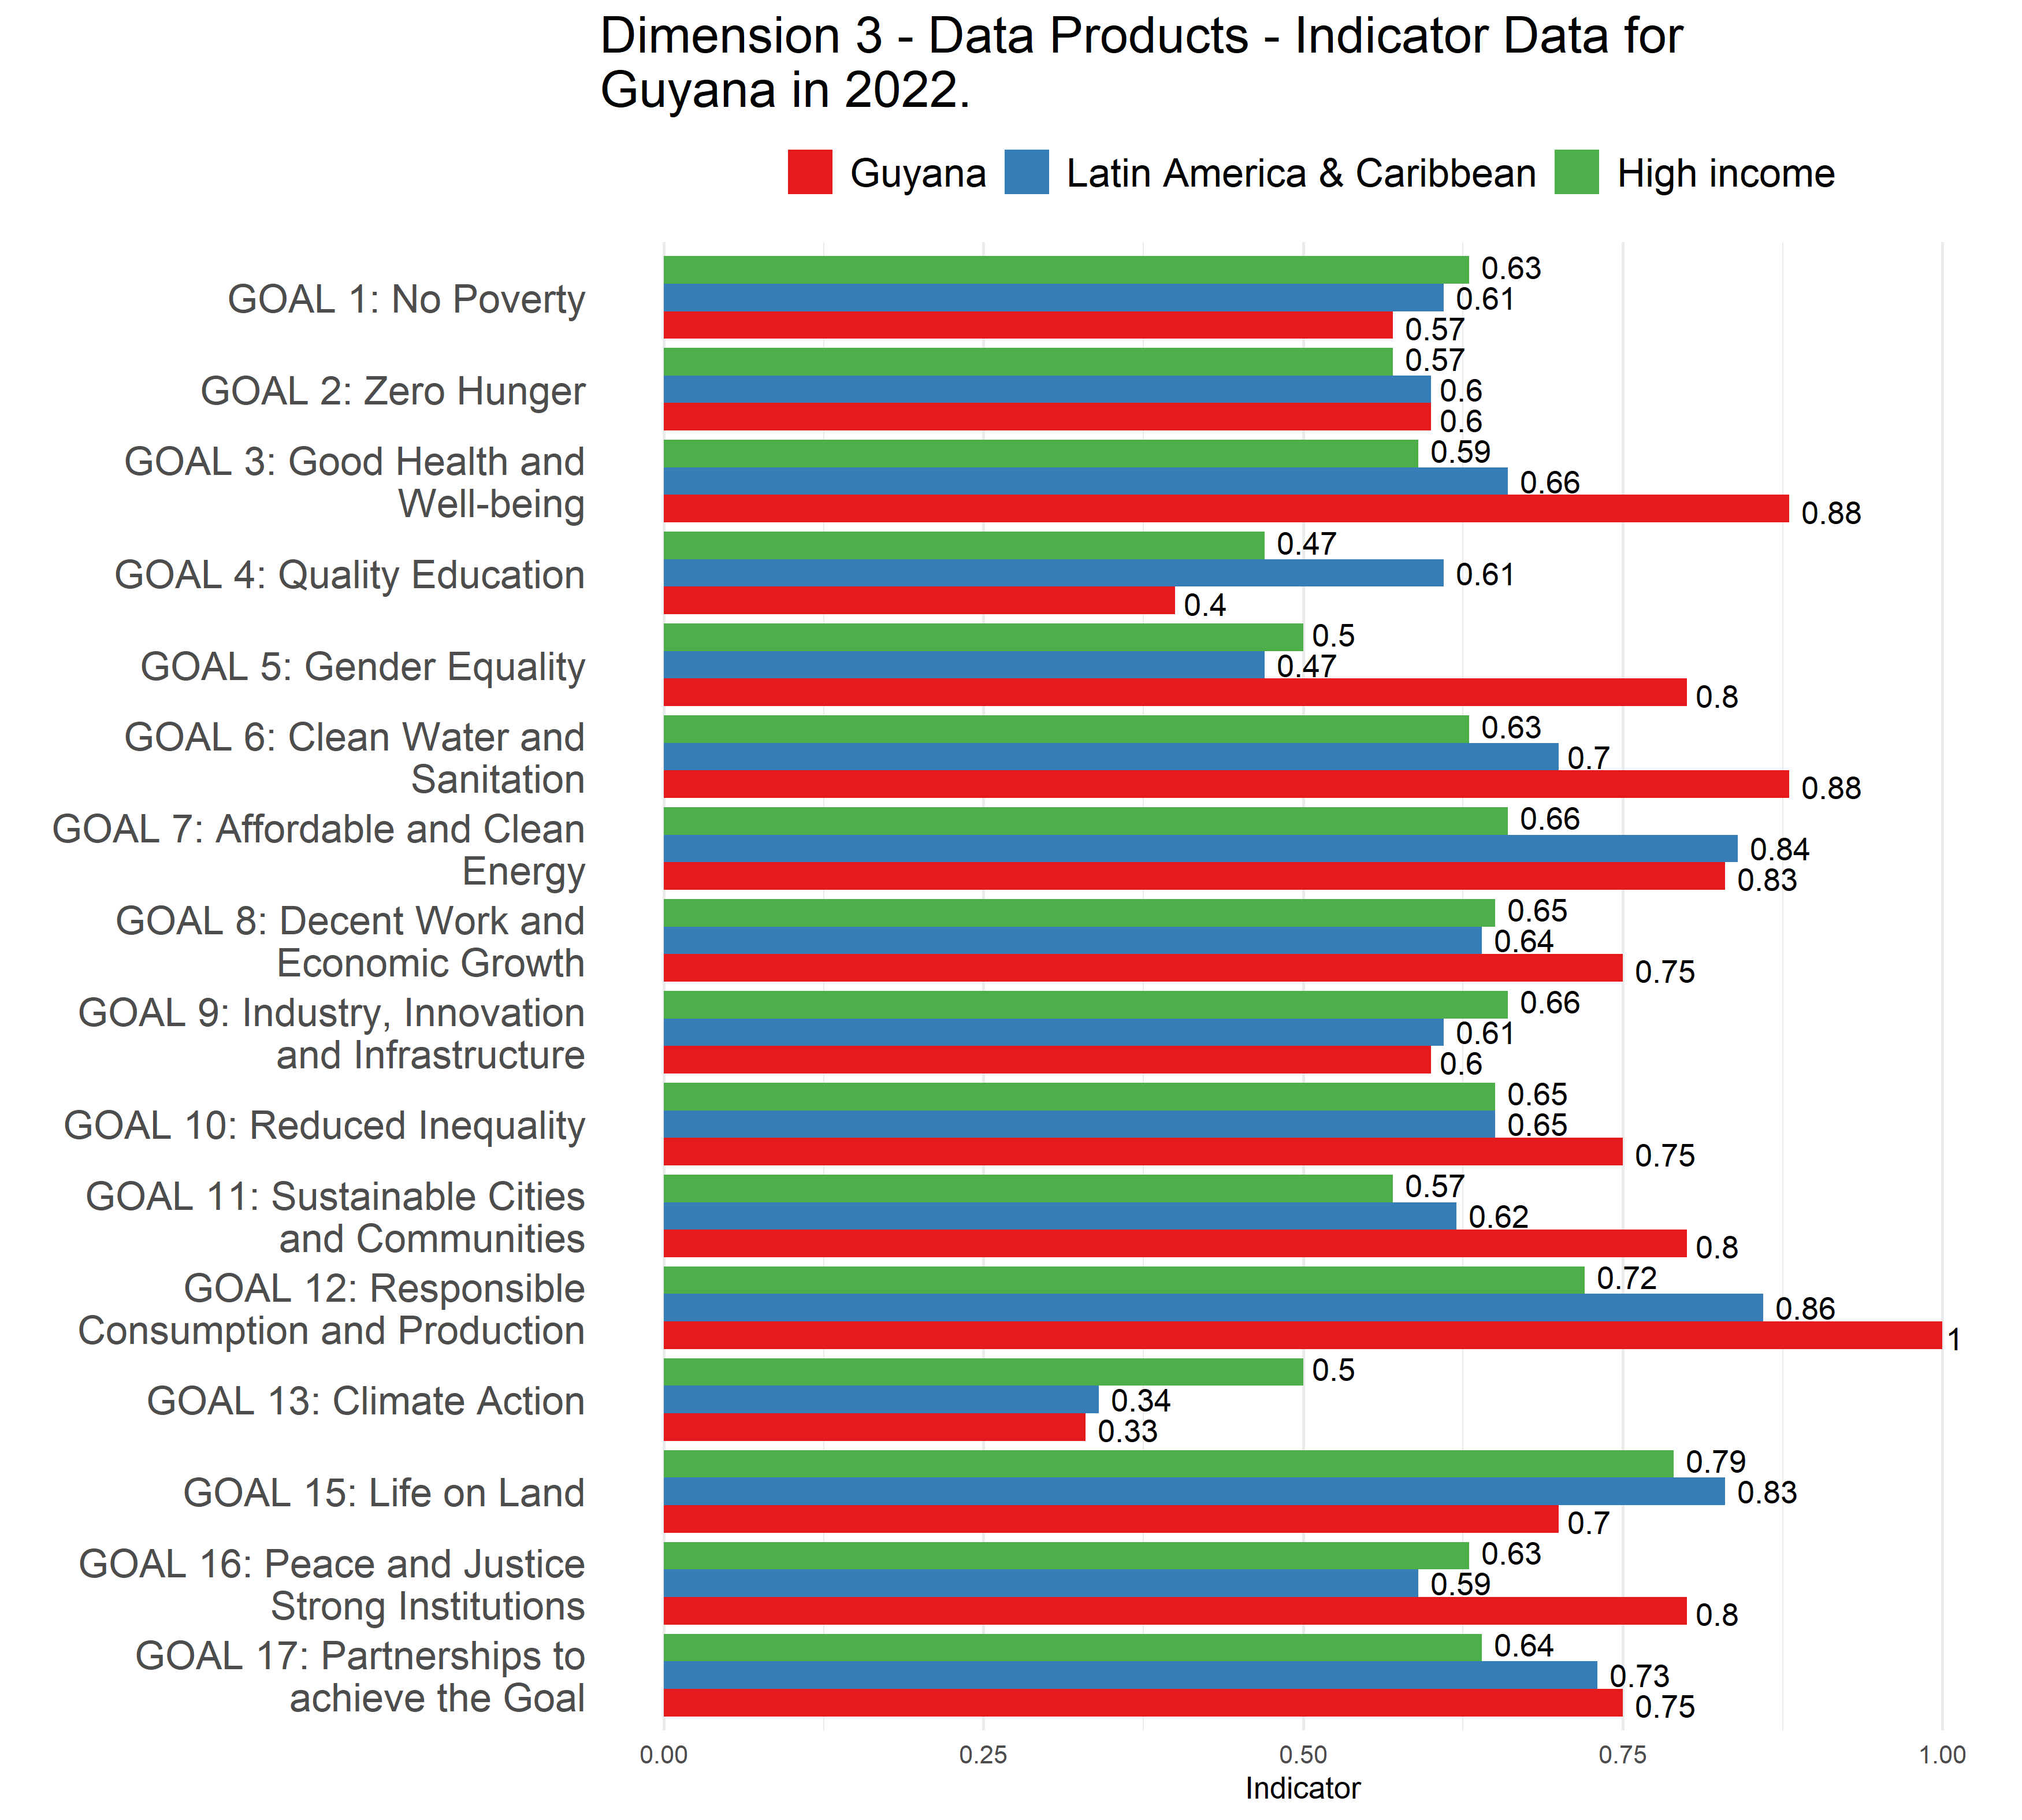 Dimension 3 - Data Products - Indicator Data for
Guyana in 2022.
Guyana Latin America & Caribbean High income
GOAL 1: No Poverty
0.63
0.61
0.57
GOAL 2: Zero Hunger
0.57
0.6
0.6
GOAL 3: Good Health and
Well-being
0.59
0.66
0.88
GOAL 4: Quality Education
0.47
0.61
0.4
GOAL 5: Gender Equality
0.5
0.47
0.8
GOAL 6: Clean Water and
Sanitation
0.63
0.7
0.88
GOAL 7: Affordable and Clean
Energy
0.66
0.84
0.83
GOAL 8: Decent Work and
Economic Growth
0.65
0.64
0.75
GOAL 9: Industry, Innovation
and Infrastructure
0.66
0.61
0.6
GOAL 10: Reduced Inequality
0.65
0.65
0.75
GOAL 11: Sustainable Cities
and Communities
0.57
0.62
0.8
GOAL 12: Responsible
Consumption and Production
0.72
0.86
1
GOAL 13: Climate Action
0.5
0.34
0.33
GOAL 15: Life on Land
0.79
0.83
0.7
GOAL 16: Peace and Justice
Strong Institutions
0.63
0.59
0.8
GOAL 17: Partnerships to
achieve the Goal
0.64
0.73
0.75
0.00 0.25 0.50 0.75 1.00
Indicator